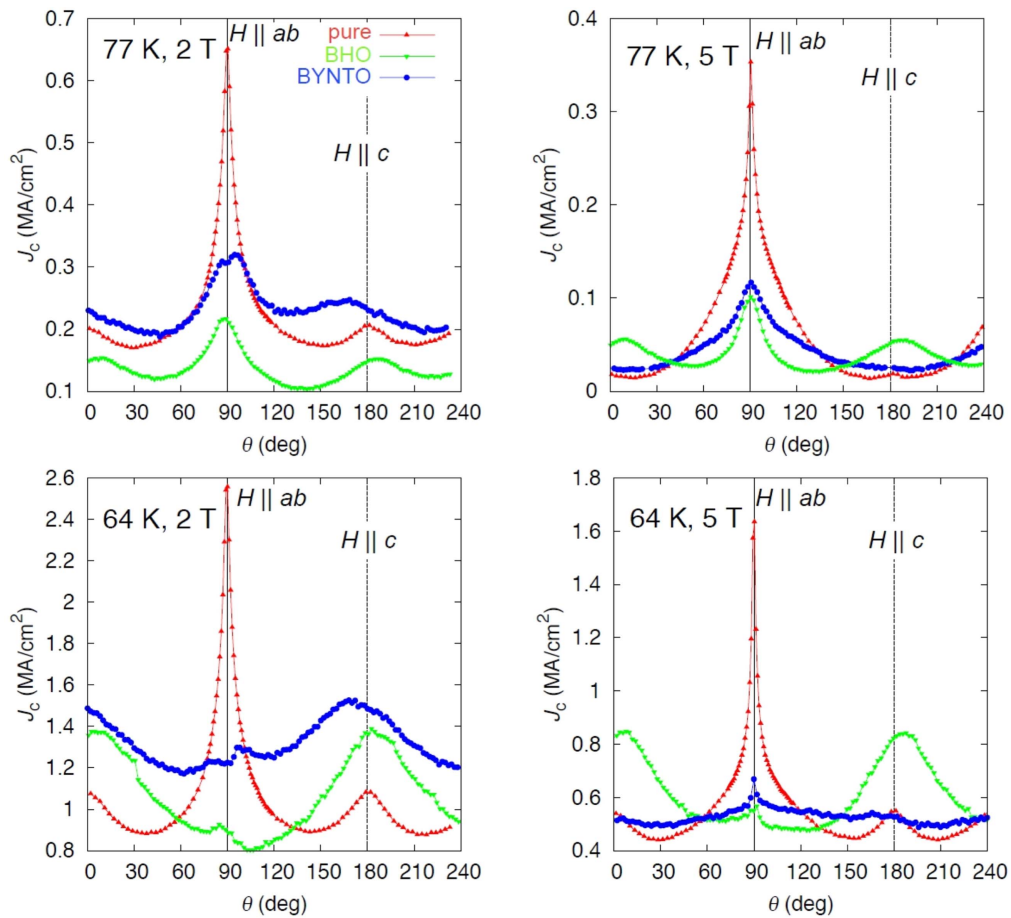 77 K, 2 T
H || ab
pure
BHO
BYNTO
H || c
0.7
0.6
0.5
0.4
0.3
0.2
0.1
Jc (MA/cm²)
0 30 60 90 120 150 180 210 240
θ (deg)
77 K, 5 T
H || ab
H || c
0.4
0.3
0.2
0.1
0
Jc (MA/cm²)
0 30 60 90 120 150 180 210 240
θ (deg)
64 K, 2 T
H || ab
H || c
2.6
2.4
2.2
2
1.8
1.6
1.4
1.2
1
0.8
Jc (MA/cm²)
0 30 60 90 120 150 180 210 240
θ (deg)
64 K, 5 T
H || ab
H || c
1.8
1.6
1.4
1.2
1
0.8
0.6
0.4
Jc (MA/cm²)
0 30 60 90 120 150 180 210 240
θ (deg)